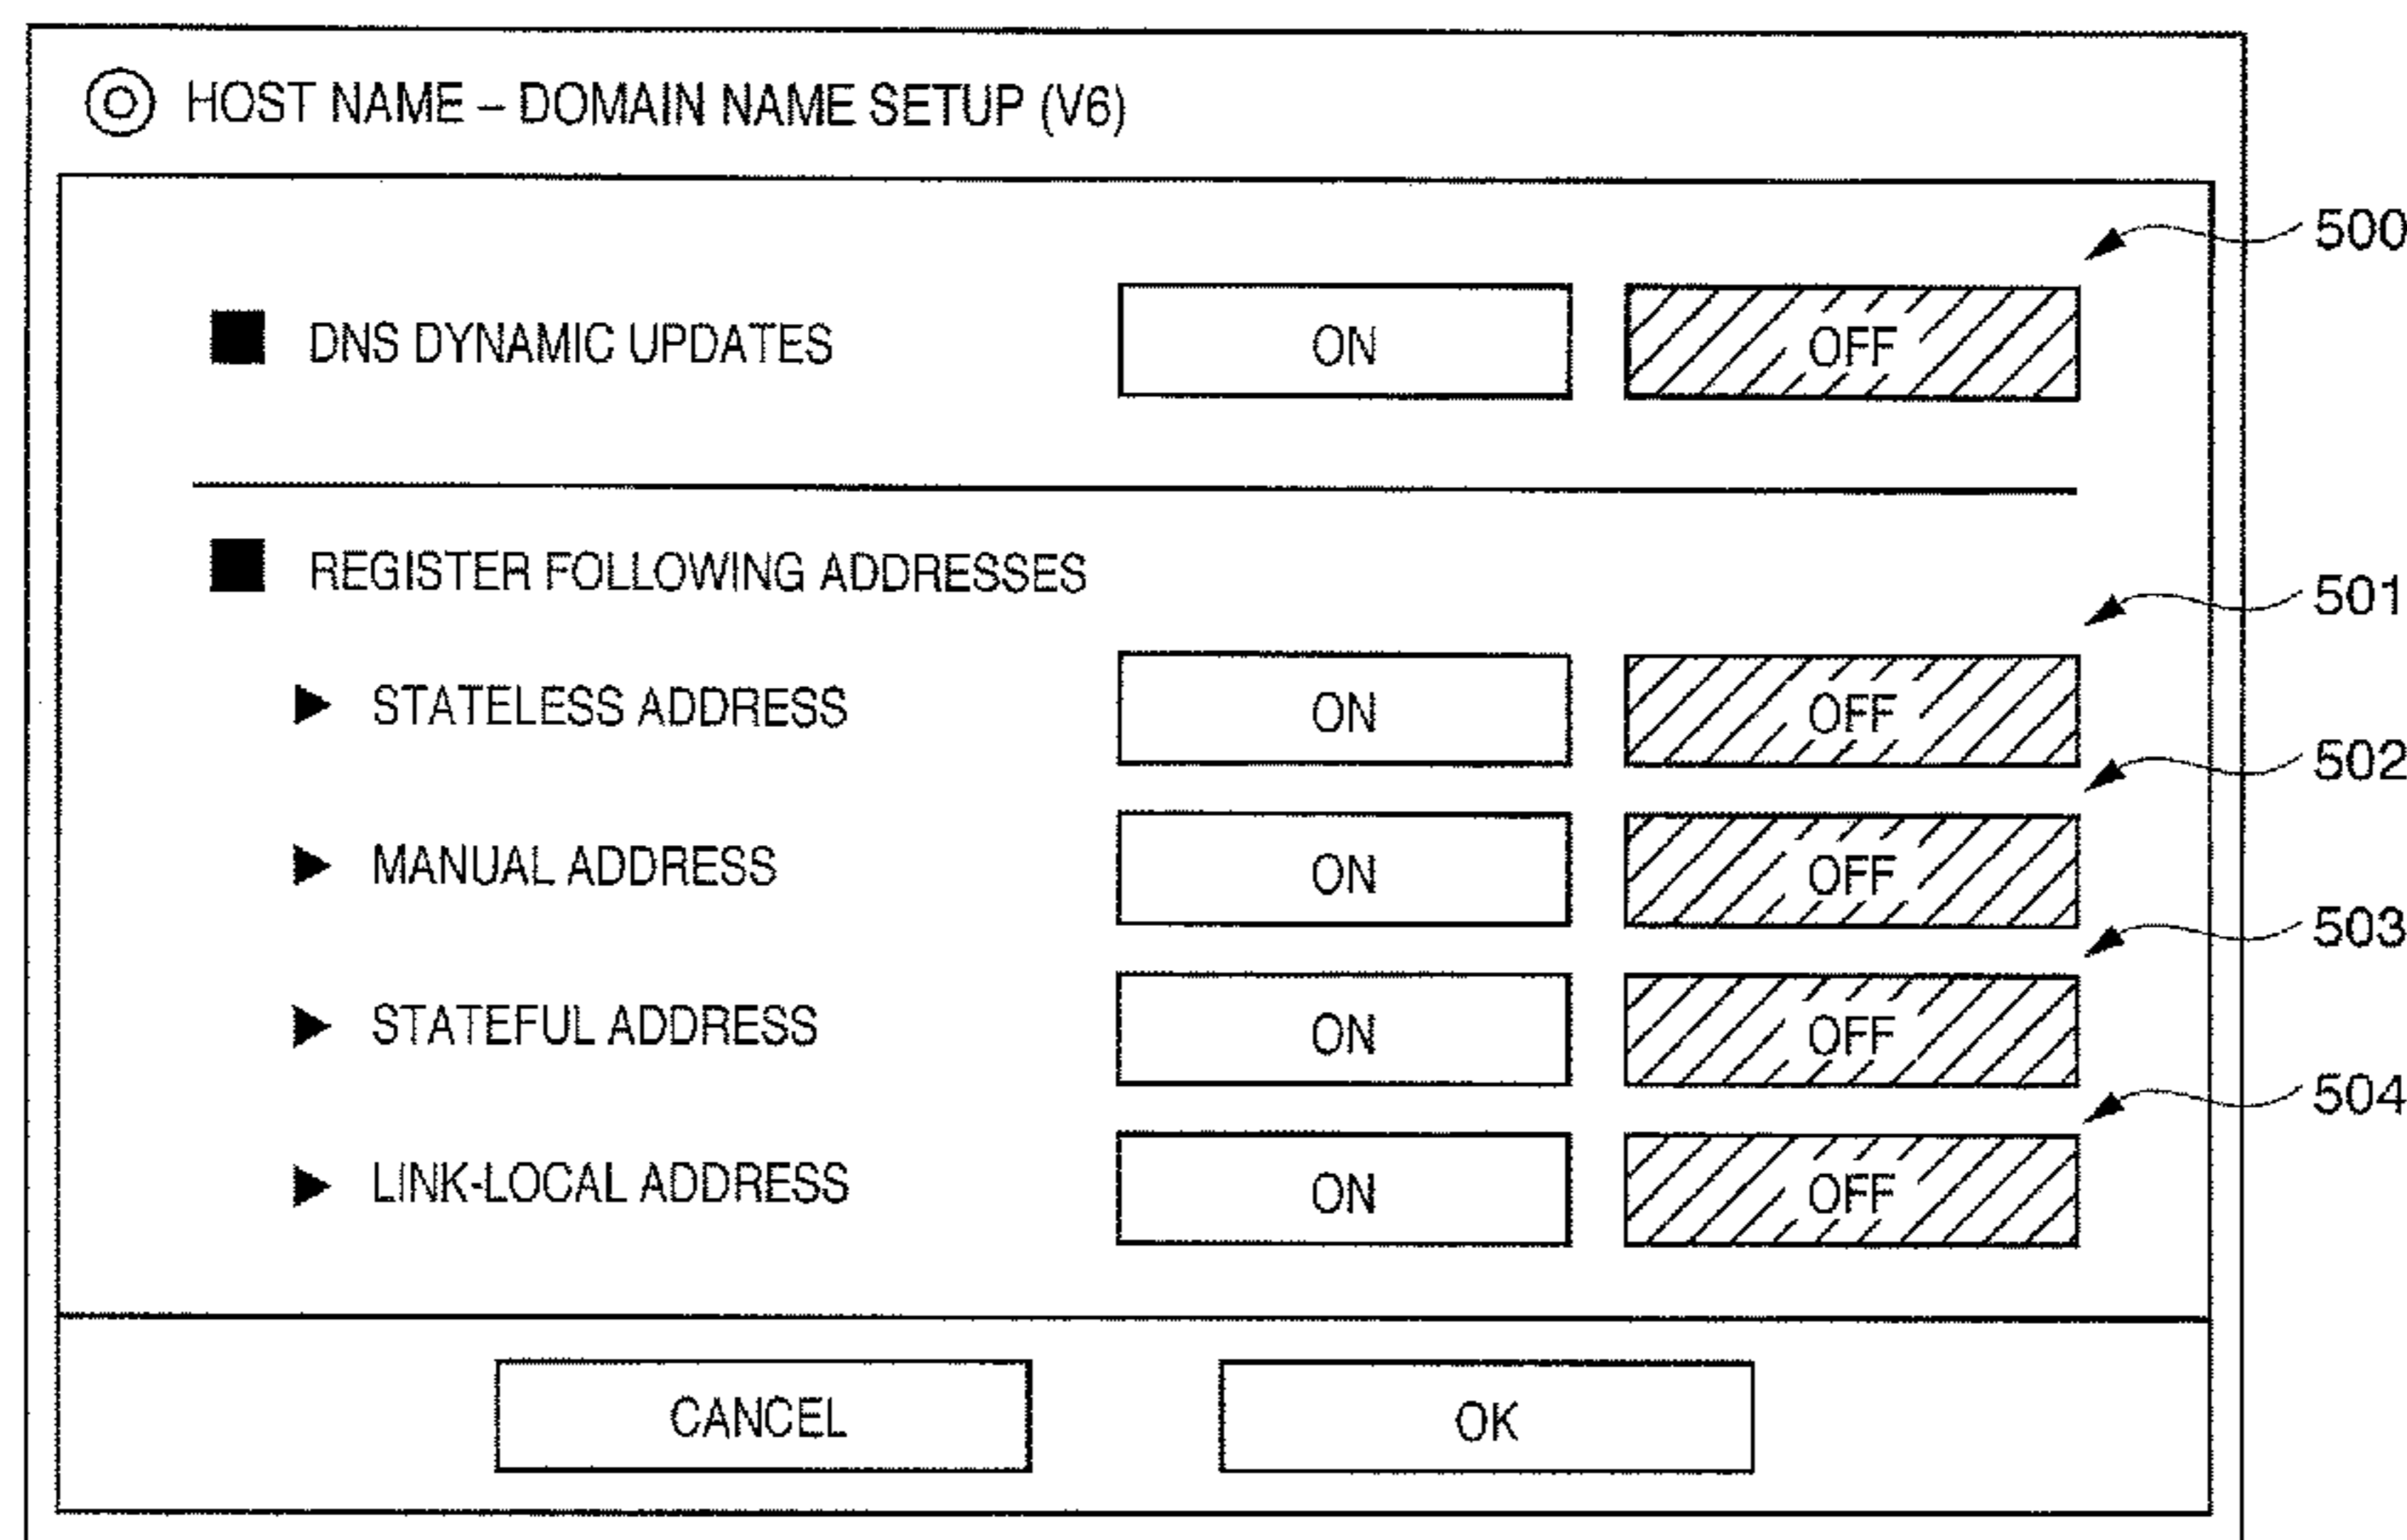 HOST NAME – DOMAIN NAME SETUP (V6)
500
DNS DYNAMIC UPDATES ON OFF
REGISTER FOLLOWING ADDRESSES
501
STATELESS ADDRESS ON OFF
502
MANUAL ADDRESS ON OFF
503
STATEFUL ADDRESS ON OFF
504
LINK-LOCAL ADDRESS ON OFF
CANCEL OK